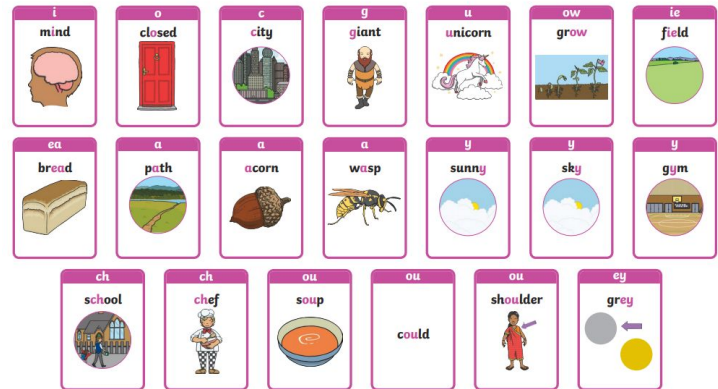 i o c g u ow ie
mind closed city giant unicorn grow field
ea a a a y y y
bread path acorn wasp sunny sky gym
ch ch ou ou ou ey
school chef soup could shoulder grey